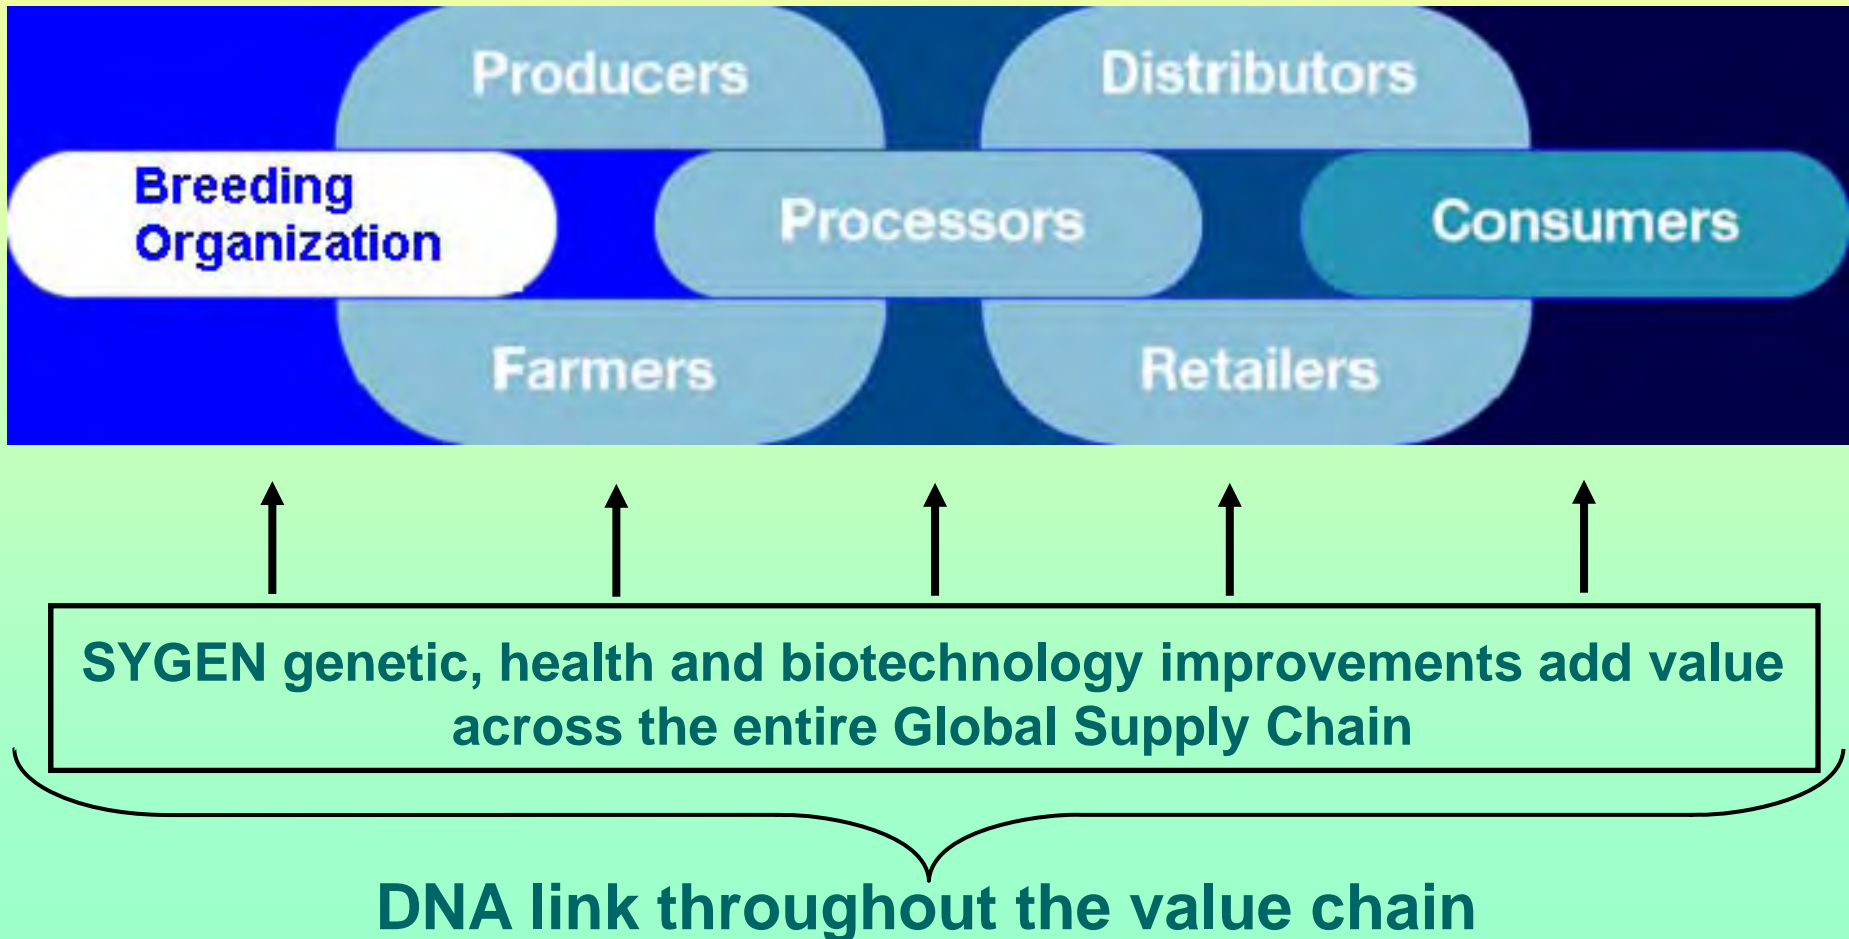 Producers
Distributors
Breeding
Organization
Processors
Consumers
Farmers
Retailers
SYGEN genetic, health and biotechnology improvements add value
across the entire Global Supply Chain
DNA link throughout the value chain